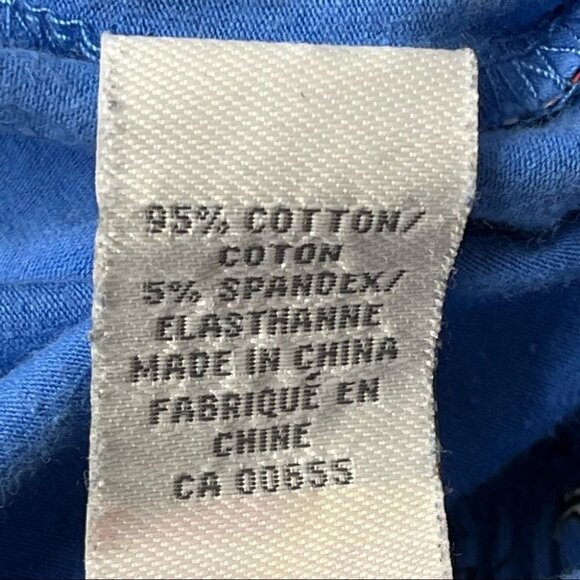 95% COTTON/
COTON
5% SPANDEX/
ELASTHANNE
MADE IN CHINA
FABRIQUÉ EN
CHINE
CA 00655